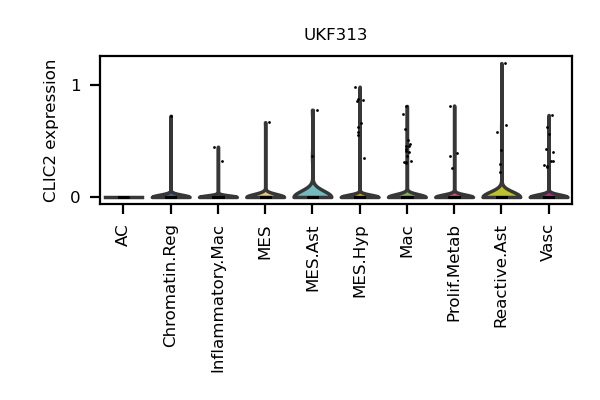 UKF313
CLIC2 expression
1
0
AC
Chromatin.Reg
Inflammatory.Mac
MES
MES.Ast
MES.Hyp
Mac
Prolif.Metab
Reactive.Ast
Vasc